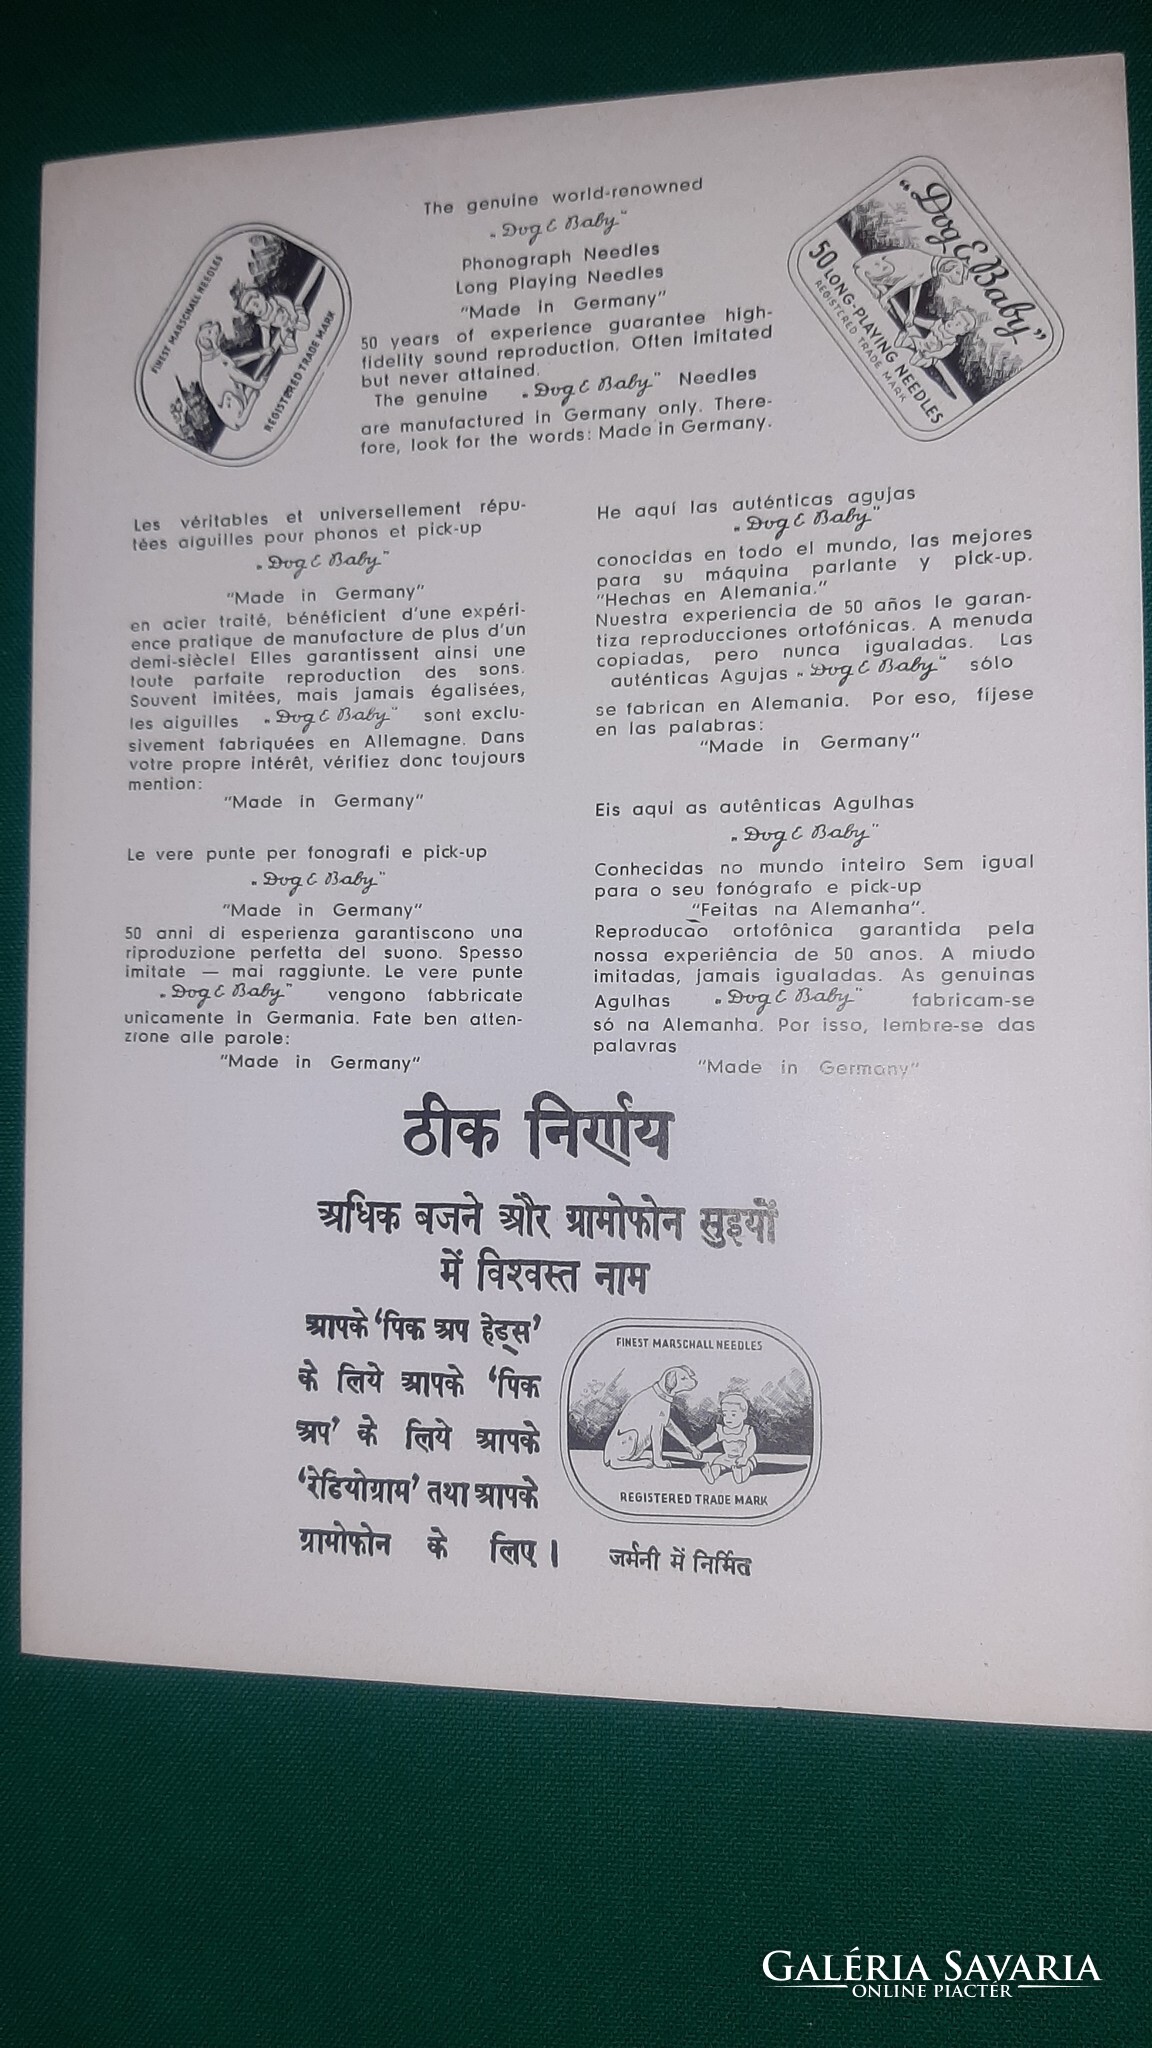 The genuine world-renowned
„Dog & Baby"
Phonograph Needles
Long Playing Needles
"Made in Germany"
50 years of experience guarantee high-
fidelity sound reproduction. Often imitated
but never attained.
The genuine „Dog & Baby" Needles
are manufactured in Germany only. There-
fore, look for the words: Made in Germany.
FINEST MARSCHALL NEEDLES
REGISTERED TRADE MARK
„Dog & Baby"
50 LONG-PLAYING NEEDLES
REGISTERED TRADE MARK
Les véritables et universellement répu-
tées aiguilles pour phonos et pick-up
„Dog & Baby"
"Made in Germany"
en acier traité, bénéficient d'une expéri-
ence pratique de manufacture de plus d'un
demi-siècle! Elles garantissent ainsi une
toute parfaite reproduction des sons.
Souvent imitées, mais jamais égalisées,
les aiguilles „Dog & Baby" sont exclu-
sivement fabriquées en Allemagne. Dans
votre propre intérêt, vérifiez donc toujours
mention:
"Made in Germany"
Le vere punte per fonografi e pick-up
„Dog & Baby"
"Made in Germany"
50 anni di esperienza garantiscono una
riproduzione perfetta del suono. Spesso
imitate — mai raggiunte. Le vere punte
„Dog & Baby" vengono fabbricate
unicamente in Germania. Fate ben atten-
zione alle parole:
"Made in Germany"
He aquí las auténticas agujas
„Dog & Baby"
conocidas en todo el mundo, las mejores
para su máquina parlante y pick-up.
"Hechas en Alemania."
Nuestra experiencia de 50 años le garan-
tiza reproducciones ortofónicas. A menuda
copiadas, pero nunca igualadas. Las
auténticas Agujas „Dog & Baby" sólo
se fabrican en Alemania. Por eso, fíjese
en las palabras:
"Made in Germany"
Eis aqui as autênticas Agulhas
„Dog & Baby"
Conhecidas no mundo inteiro Sem igual
para o seu fonógrafo e pick-up
"Feitas na Alemanha".
Reproducão ortofônica garantida pela
nossa experiência de 50 anos. A miudo
imitadas, jamais igualadas. As genuinas
Agulhas „Dog & Baby" fabricam-se
só na Alemanha. Por isso, lembre-se das
palavras
"Made in Germany"
ठीक निर्णय
अधिक बजने और ग्रामोफोन सुइयों
में विश्वस्त नाम
आपके 'पिक अप हेड्स'
के लिये आपके 'पिक
अप' के लिये आपके
'रेडियोग्राम' तथा आपके
ग्रामोफोन के लिए।
FINEST MARSCHALL NEEDLES
REGISTERED TRADE MARK
जर्मनी में निर्मित
GALÉRIA SAVARIA
ONLINE PIACTÉR